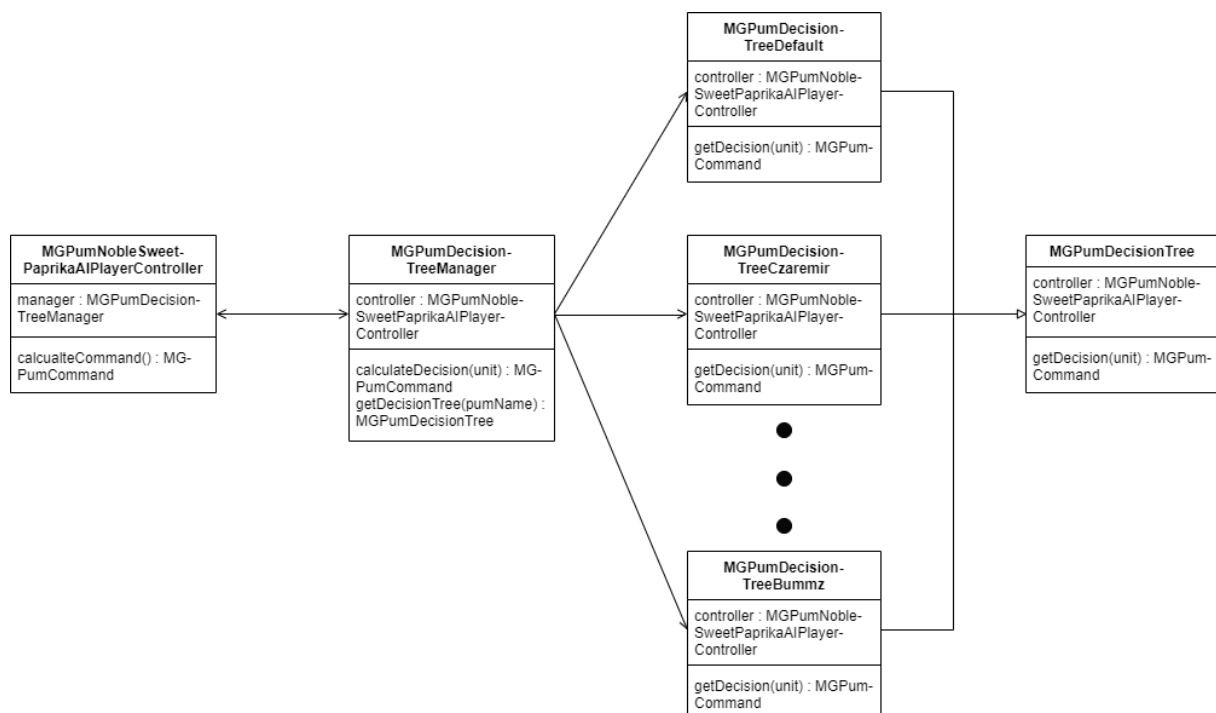 MGPumNobleSweet-
PaprikaAIPlayerController
manager : MGPumDecision-
TreeManager
calcualteCommand() : MG-
PumCommand
MGPumDecision-
TreeManager
controller : MGPumNoble-
SweetPaprikaAIPlayer-
Controller
calculateDecision(unit) : MG-
PumCommand
getDecisionTree(pumName) :
MGPumDecisionTree
MGPumDecision-
TreeDefault
controller : MGPumNoble-
SweetPaprikaAIPlayer-
Controller
getDecision(unit) : MGPum-
Command
MGPumDecision-
TreeCzaremir
controller : MGPumNoble-
SweetPaprikaAIPlayer-
Controller
getDecision(unit) : MGPum-
Command
MGPumDecision-
TreeBummz
controller : MGPumNoble-
SweetPaprikaAIPlayer-
Controller
getDecision(unit) : MGPum-
Command
MGPumDecisionTree
controller : MGPumNoble-
SweetPaprikaAIPlayer-
Controller
getDecision(unit) : MGPum-
Command